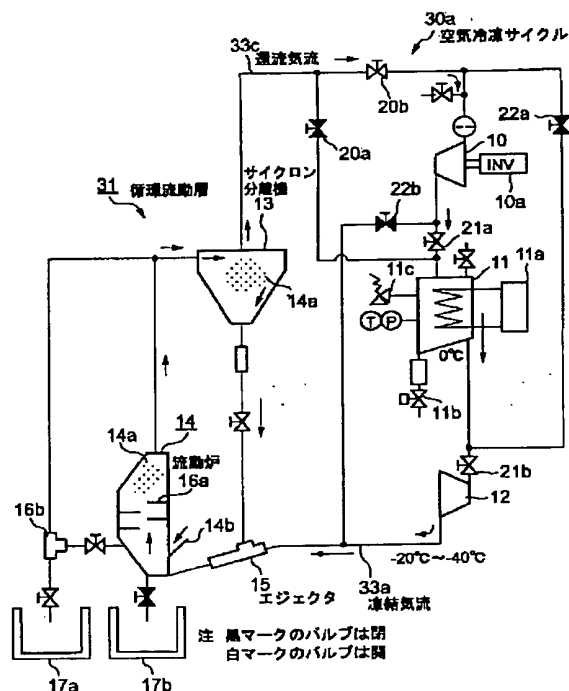 30a
空気冷凍サイクル
33c
還流気流
20b
22a
20a
10
INV
10a
サイクロン
分離機
13
31 循環流動層
22b
21a
11
11a
11c
14a
T P
0℃
11b
14
14a
流動炉
16a
21b
12
16b
14b
-20℃~-40℃
15
エジェクタ
33a
凍結気流
注 黒マークのバルブは閉
白マークのバルブは開
17a
17b